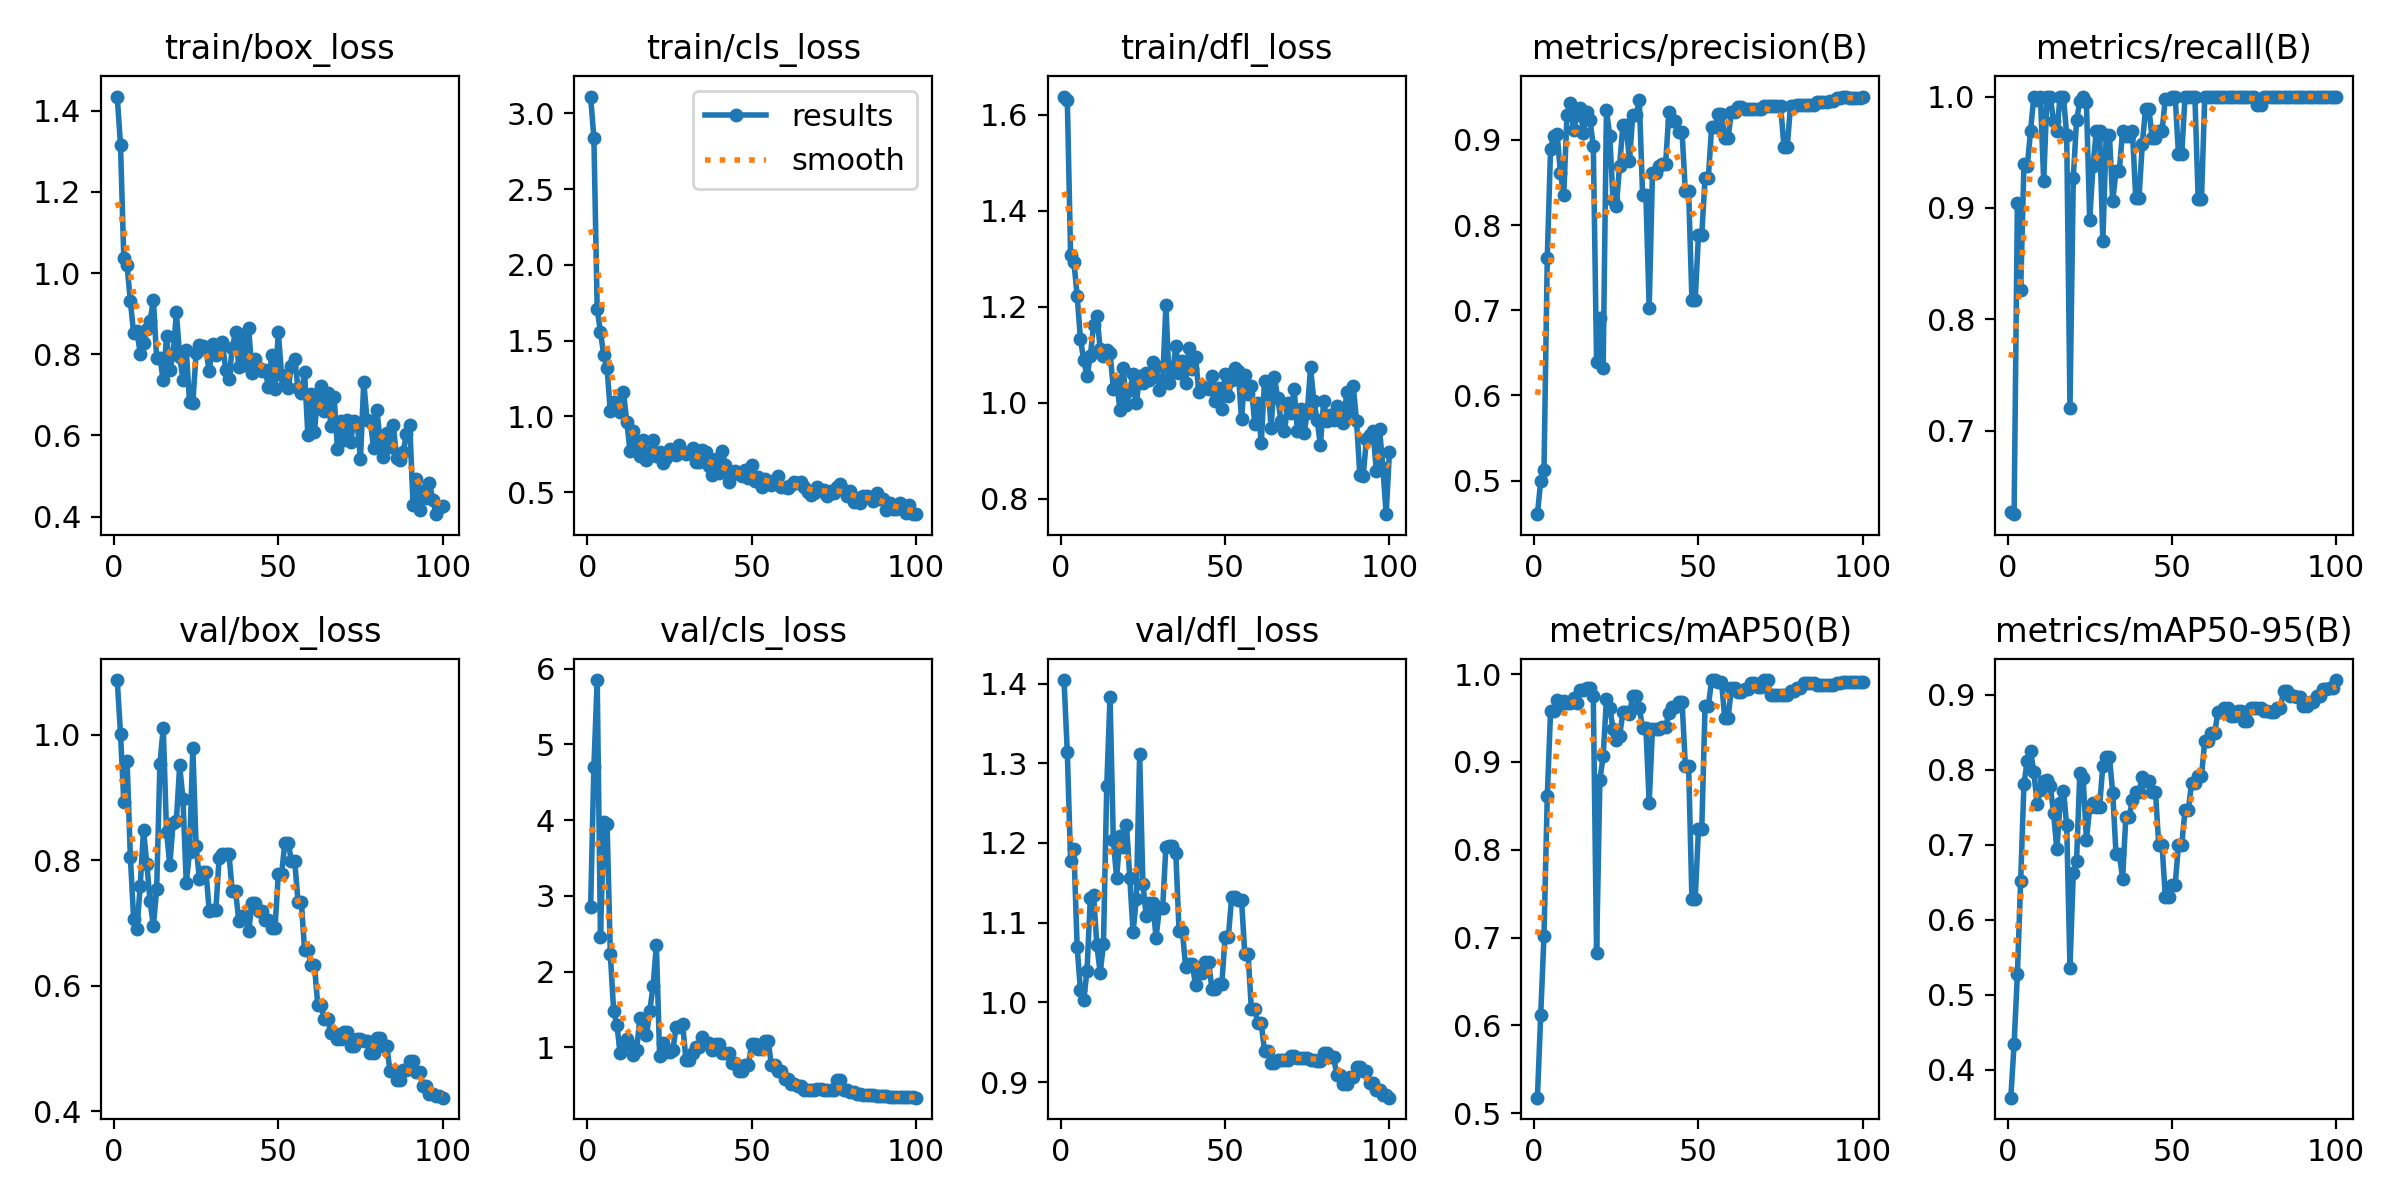 train/box_loss
1.4
1.2
1.0
0.8
0.6
0.4
0 50 100
train/cls_loss
results
smooth
3.0
2.5
2.0
1.5
1.0
0.5
0 50 100
train/dfl_loss
1.6
1.4
1.2
1.0
0.8
0 50 100
metrics/precision(B)
0.9
0.8
0.7
0.6
0.5
0 50 100
metrics/recall(B)
1.0
0.9
0.8
0.7
0 50 100
val/box_loss
1.0
0.8
0.6
0.4
0 50 100
val/cls_loss
6
5
4
3
2
1
0 50 100
val/dfl_loss
1.4
1.3
1.2
1.1
1.0
0.9
0 50 100
metrics/mAP50(B)
1.0
0.9
0.8
0.7
0.6
0.5
0 50 100
metrics/mAP50-95(B)
0.9
0.8
0.7
0.6
0.5
0.4
0 50 100